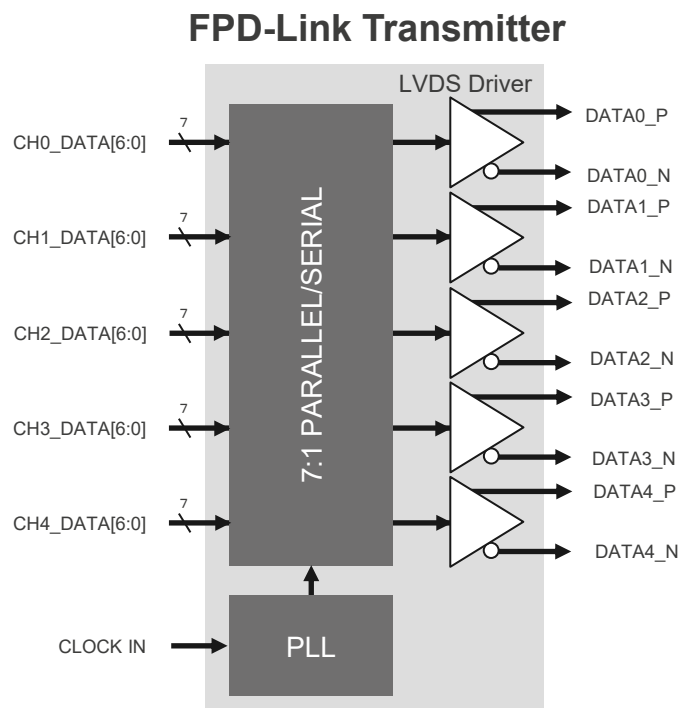 FPD-Link Transmitter
LVDS Driver
7
CH0_DATA[6:0]
DATA0_P
DATA0_N
7
CH1_DATA[6:0]
DATA1_P
DATA1_N
7
CH2_DATA[6:0]
DATA2_P
DATA2_N
7
CH3_DATA[6:0]
DATA3_P
DATA3_N
7
CH4_DATA[6:0]
DATA4_P
DATA4_N
7:1 PARALLEL/SERIAL
CLOCK IN
PLL